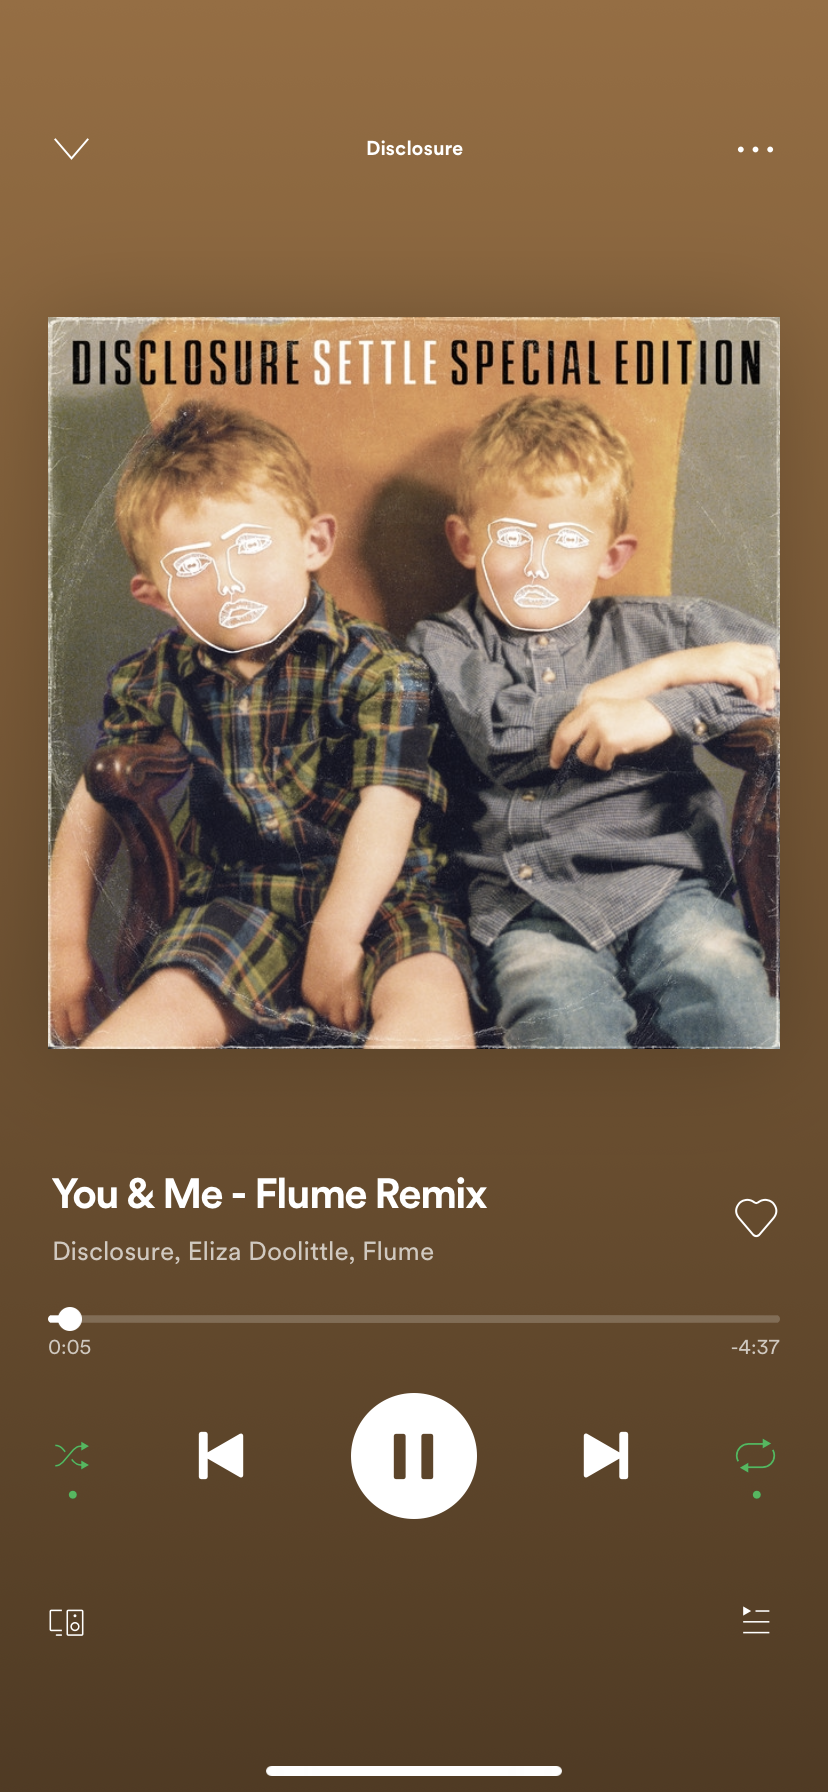 Disclosure
DISCLOSURE SETTLE SPECIAL EDITION
You & Me - Flume Remix
Disclosure, Eliza Doolittle, Flume
0:05 -4:37